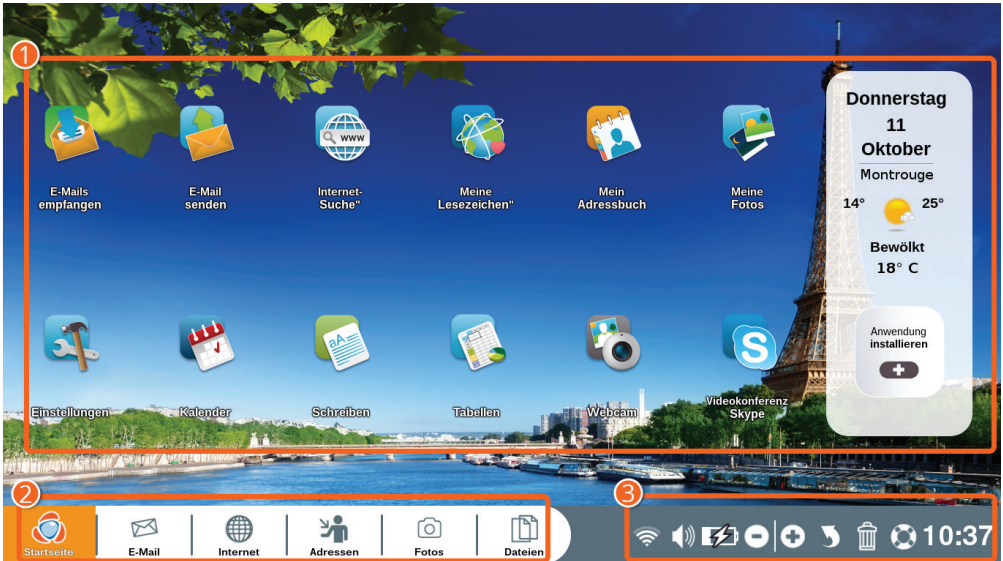 1
E-Mails
empfangen
E-Mail
senden
www
Internet-
Suche"
Meine
Lesezeichen"
Mein
Adressbuch
Meine
Fotos
Donnerstag
11
Oktober
Montrouge
14° 25°
Bewölkt
18° C
Einstellungen
Kalender
aA
Schreiben
Tabellen
Webcam
S
Videokonferenz
Skype
Anwendung
installieren
2
Startseite
E-Mail
Internet
Adressen
Fotos
Dateien
3
10:37